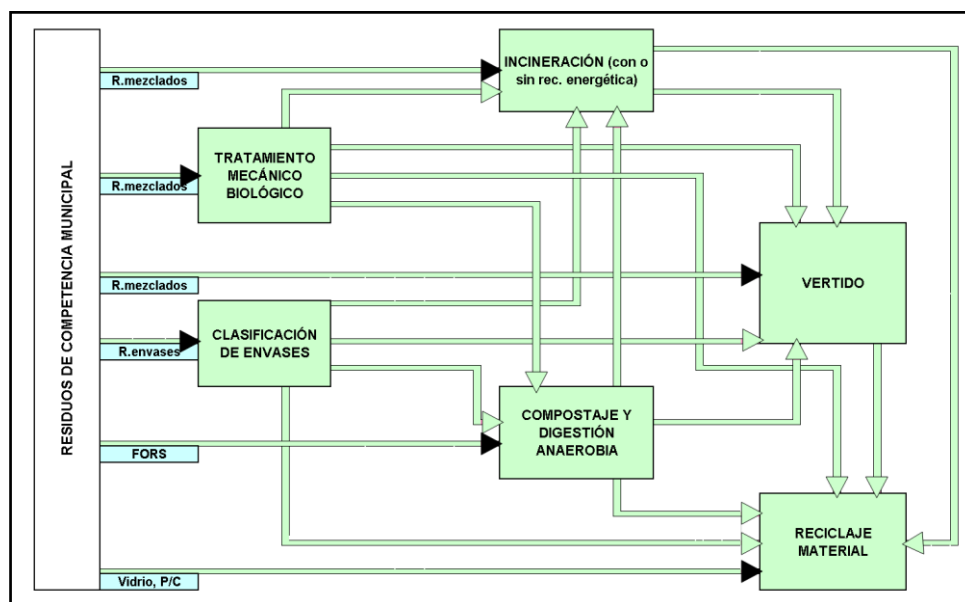 RESIDUOS DE COMPETENCIA MUNICIPAL
R.mezclados
INCINERACIÓN (con o
sin rec. energética)
R.mezclados
TRATAMIENTO
MECÁNICO
BIOLÓGICO
R.mezclados
VERTIDO
R.envases
CLASIFICACIÓN
DE ENVASES
FORS
COMPOSTAJE Y
DIGESTIÓN
ANAEROBIA
Vidrio, P/C
RECICLAJE
MATERIAL